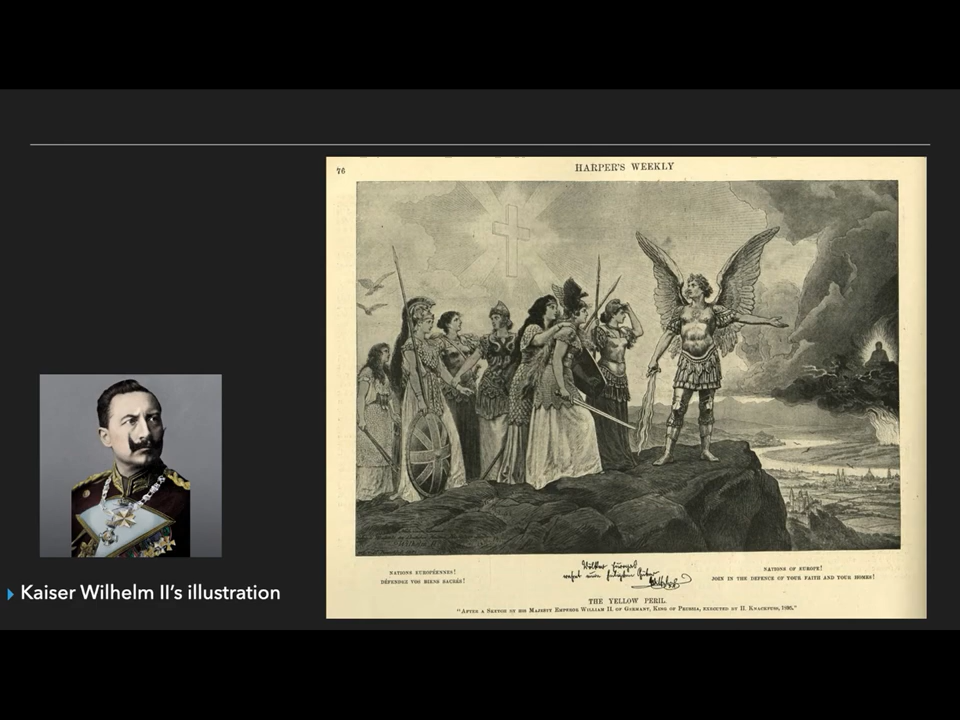 76
HARPER'S WEEKLY
NATIONS EUROPÉENNES!
DÉFENDEZ VOS BIENS SACRÉS!
Völker Europas
NATIONS OF EUROPE!
JOIN IN THE DEFENCE OF YOUR FAITH AND YOUR HOMES!
THE YELLOW PERIL.
"AFTER A SKETCH BY HIS MAJESTY EMPEROR WILLIAM II. OF GERMANY, KING OF PRUSSIA, EXECUTED BY H. KNACKFUSS, 1895."
Kaiser Wilhelm II's illustration